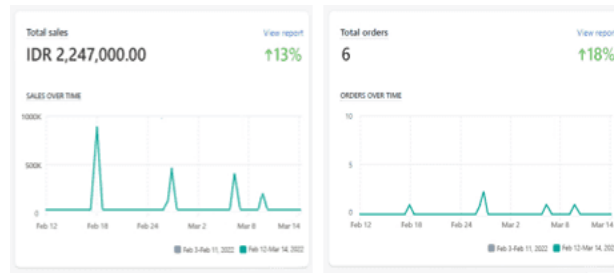 Total sales
View report
IDR 2,247,000.00
↑13%
SALES OVER TIME
1000K
500K
0
Feb 12
Feb 18
Feb 24
Mar 2
Mar 8
Mar 14
Feb 3-Feb 11, 2022
Feb 12-Mar 14, 2022
Total orders
View report
6
↑18%
ORDERS OVER TIME
10
5
0
Feb 12
Feb 18
Feb 24
Mar 2
Mar 8
Mar 14
Feb 3-Feb 11, 2022
Feb 12-Mar 14, 202